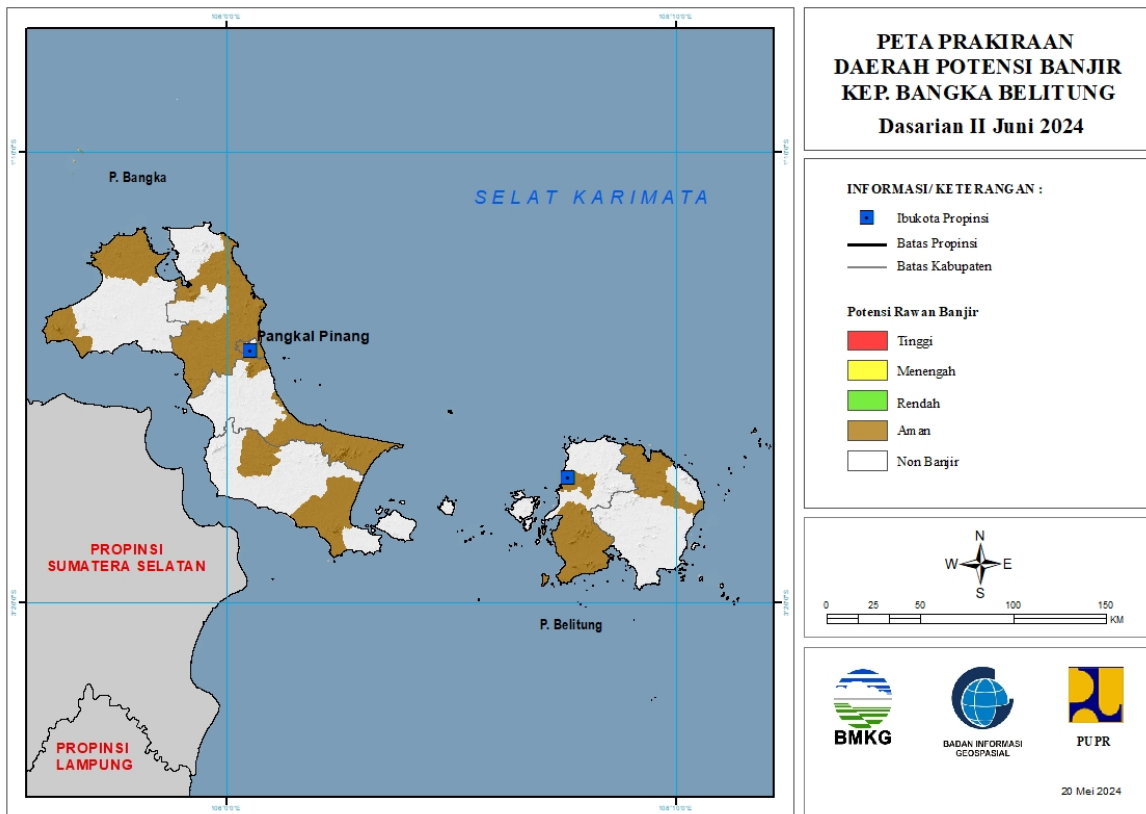 PETA PRAKIRAAN
DAERAH POTENSI BANJIR
KEP. BANGKA BELITUNG
Dasarian II Juni 2024
INFORMASI/KETERANGAN :
Ibukota Propinsi
Batas Propinsi
Batas Kabupaten
Potensi Rawan Banjir
Tinggi
Menengah
Rendah
Aman
Non Banjir
N
W E
S
0 25 50 100 150
KM
BMKG
BADAN INFORMASI
GEOSPASIAL
PUPR
20 Mei 2024
P. Bangka
SELAT KARIMATA
Pangkal Pinang
PROPINSI
SUMATERA SELATAN
P. Belitung
PROPINSI
LAMPUNG